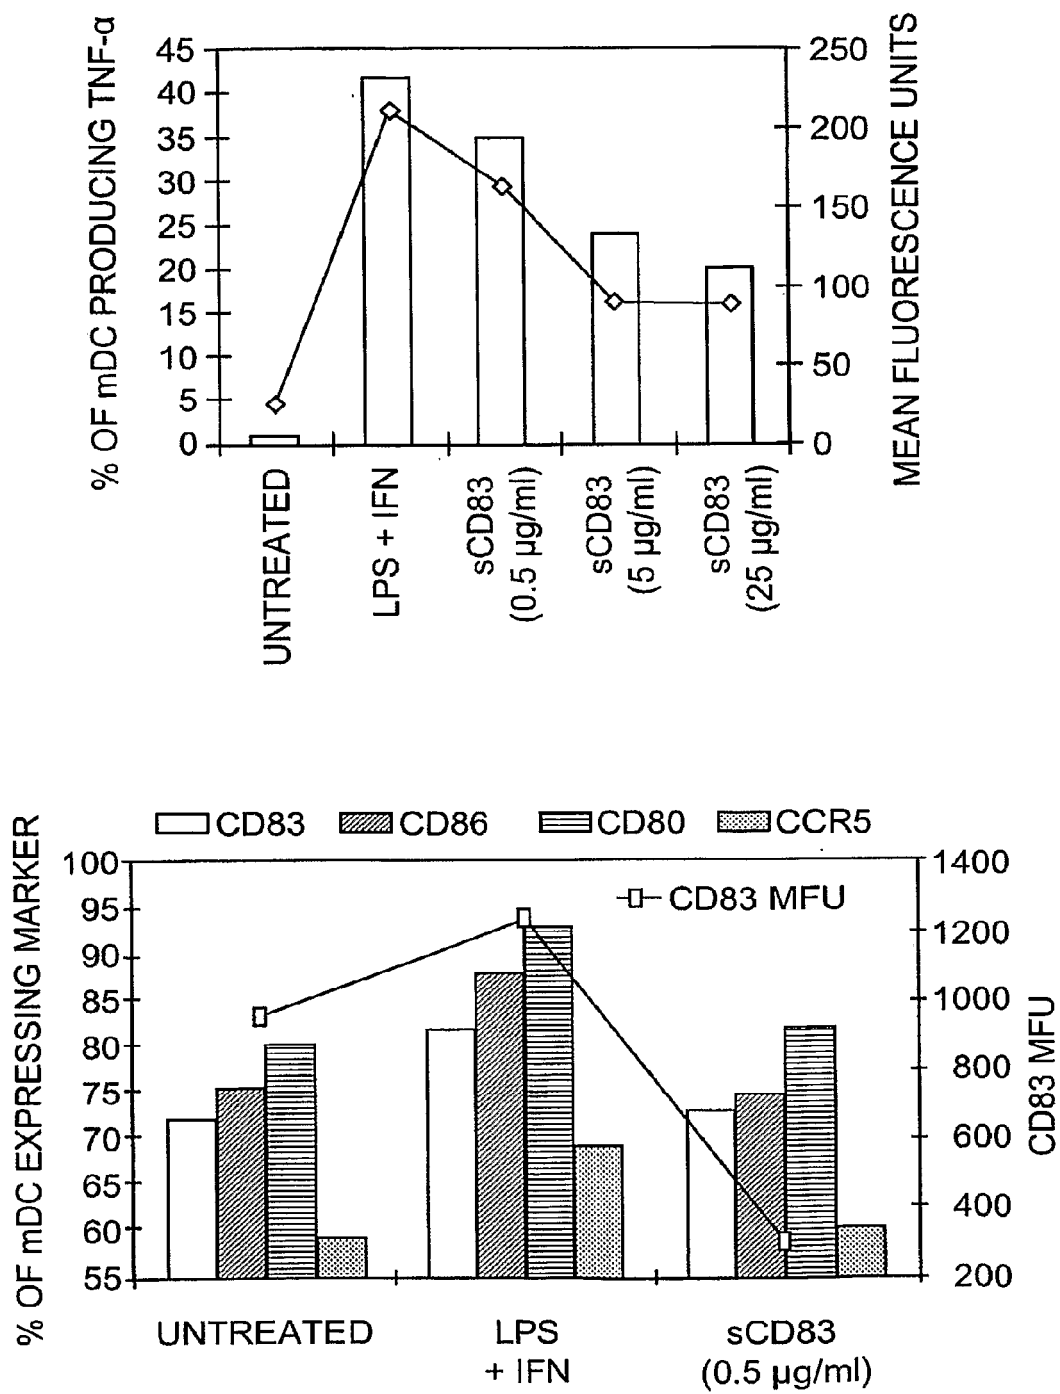 % OF mDC PRODUCING TNF-α
45
40
35
30
25
20
15
10
5
0
250
200
150
100
50
0
MEAN FLUORESCENCE UNITS
UNTREATED
LPS + IFN
sCD83
(0.5 µg/ml)
sCD83
(5 µg/ml)
sCD83
(25 µg/ml)
CD83
CD86
CD80
CCR5
% OF mDC EXPRESSING MARKER
100
95
90
85
80
75
70
65
60
55
CD83 MFU
1400
1200
1000
800
600
400
200
CD83 MFU
UNTREATED
LPS
+ IFN
sCD83
(0.5 µg/ml)